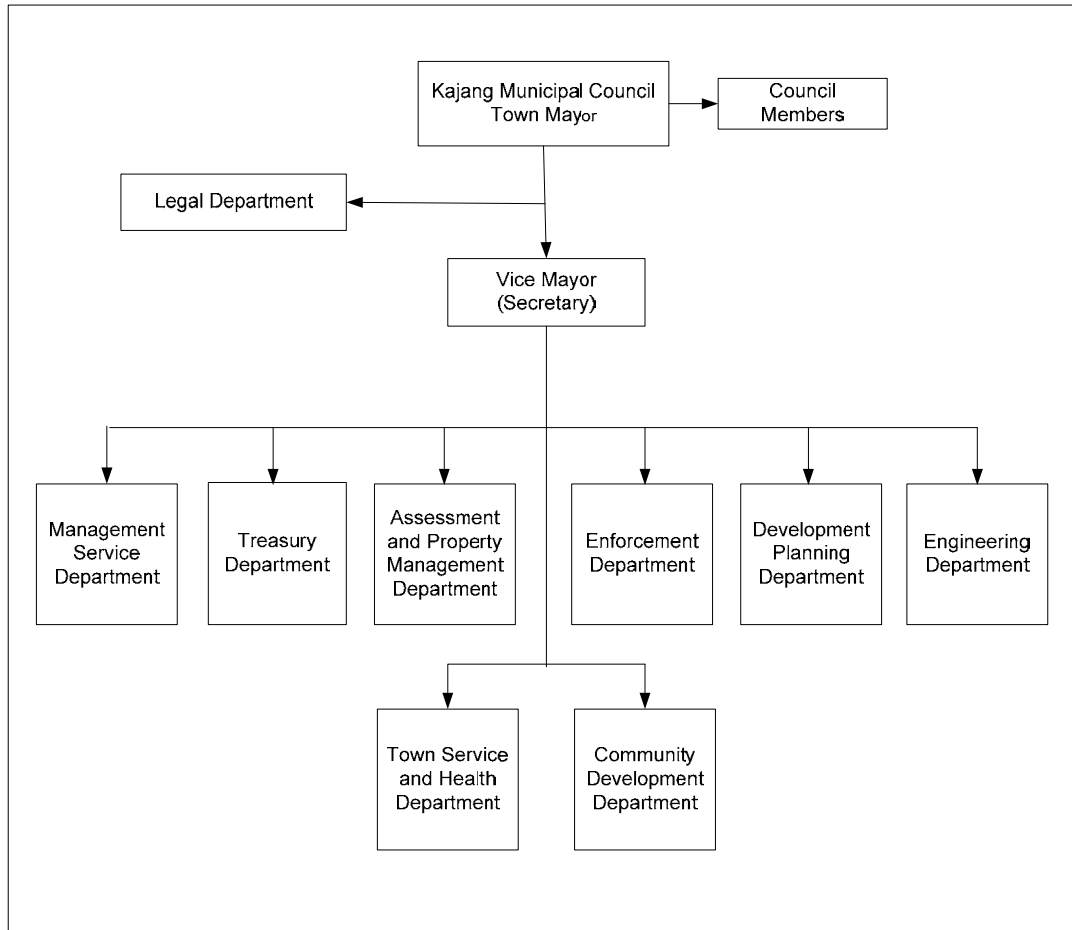 Kajang Municipal Council
Town Mayor
Council
Members
Legal Department
Vice Mayor
(Secretary)
Management
Service
Department
Treasury
Department
Assessment
and Property
Management
Department
Enforcement
Department
Development
Planning
Department
Engineering
Department
Town Service
and Health
Department
Community
Development
Department